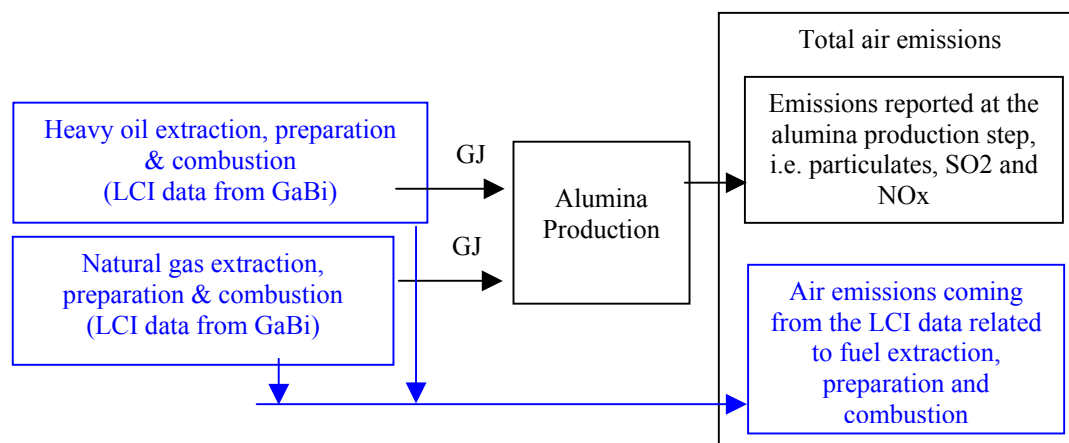 Heavy oil extraction, preparation
& combustion
(LCI data from GaBi)
Natural gas extraction,
preparation & combustion
(LCI data from GaBi)
GJ
GJ
Alumina
Production
Total air emissions
Emissions reported at the
alumina production step,
i.e. particulates, SO2 and
NOx
Air emissions coming
from the LCI data related
to fuel extraction,
preparation and
combustion